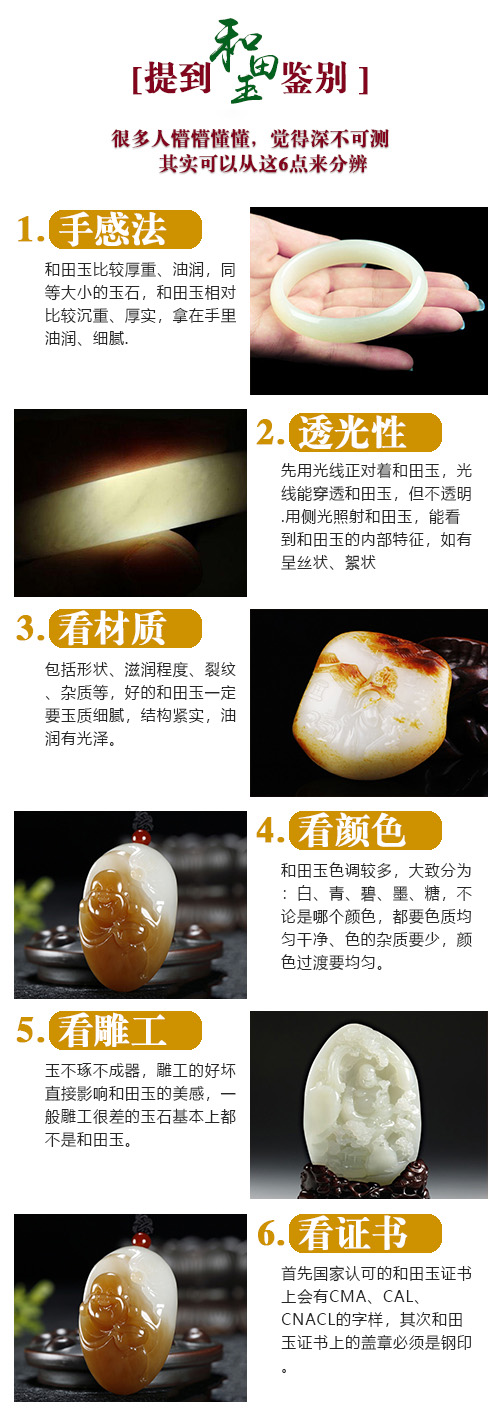 [提到和田玉鉴别]
很多人懵懵懂懂，觉得深不可测
其实可以从这6点来分辨
1.手感法
和田玉比较厚重、油润，同
等大小的玉石，和田玉相对
比较沉重、厚实，拿在手里
油润、细腻.
2.透光性
先用光线正对着和田玉，光
线能穿透和田玉，但不透明
.用侧光照射和田玉，能看
到和田玉的内部特征，如有
呈丝状、絮状
3.看材质
包括形状、滋润程度、裂纹
、杂质等，好的和田玉一定
要玉质细腻，结构紧实，油
润有光泽。
4.看颜色
和田玉色调较多，大致分为
：白、青、碧、墨、糖，不
论是哪个颜色，都要色质均
匀干净、色的杂质要少，颜
色过渡要均匀。
5.看雕工
玉不琢不成器，雕工的好坏
直接影响和田玉的美感，一
般雕工很差的玉石基本上都
不是和田玉。
6.看证书
首先国家认可的和田玉证书
上会有CMA、CAL、
CNACL的字样，其次和田
玉证书上的盖章必须是钢印
。